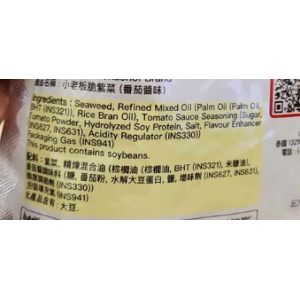 品名：小老板脆紫菜（番茄醬味）
Ingredients : Seaweed, Refined Mixed Oil (Palm Oil (Palm Oil,
BHT (INS321)), Rice Bran Oil), Tomato Sauce Seasoning (Sugar,
Tomato Powder, Hydrolyzed Soy Protein, Salt, Flavour Enhancer
(INS627, INS631), Acidity Regulator (INS330))
Packaging Gas (INS941)
This product contains soybeans.
配料：紫菜, 精煉混合油 (棕櫚油 (棕櫚油, BHT (INS321)), 米糠油),
(糖, 番茄粉, 水解大豆蛋白, 鹽, 增味劑 (INS627, INS631),
(INS330))
(INS941)
大豆.